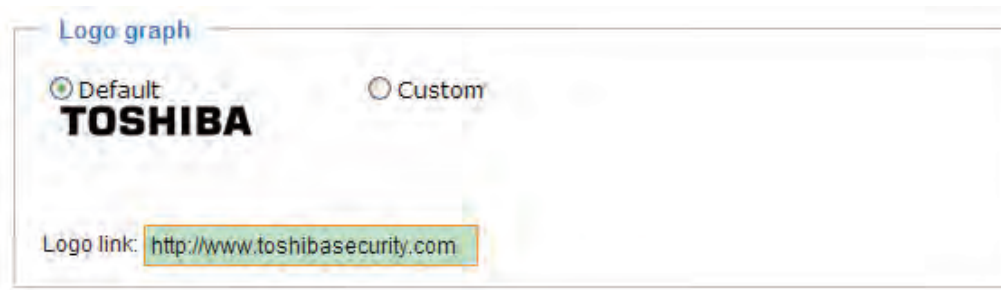 Logo graph
Default Custom
TOSHIBA
Logo link: http://www.toshibasecurity.com